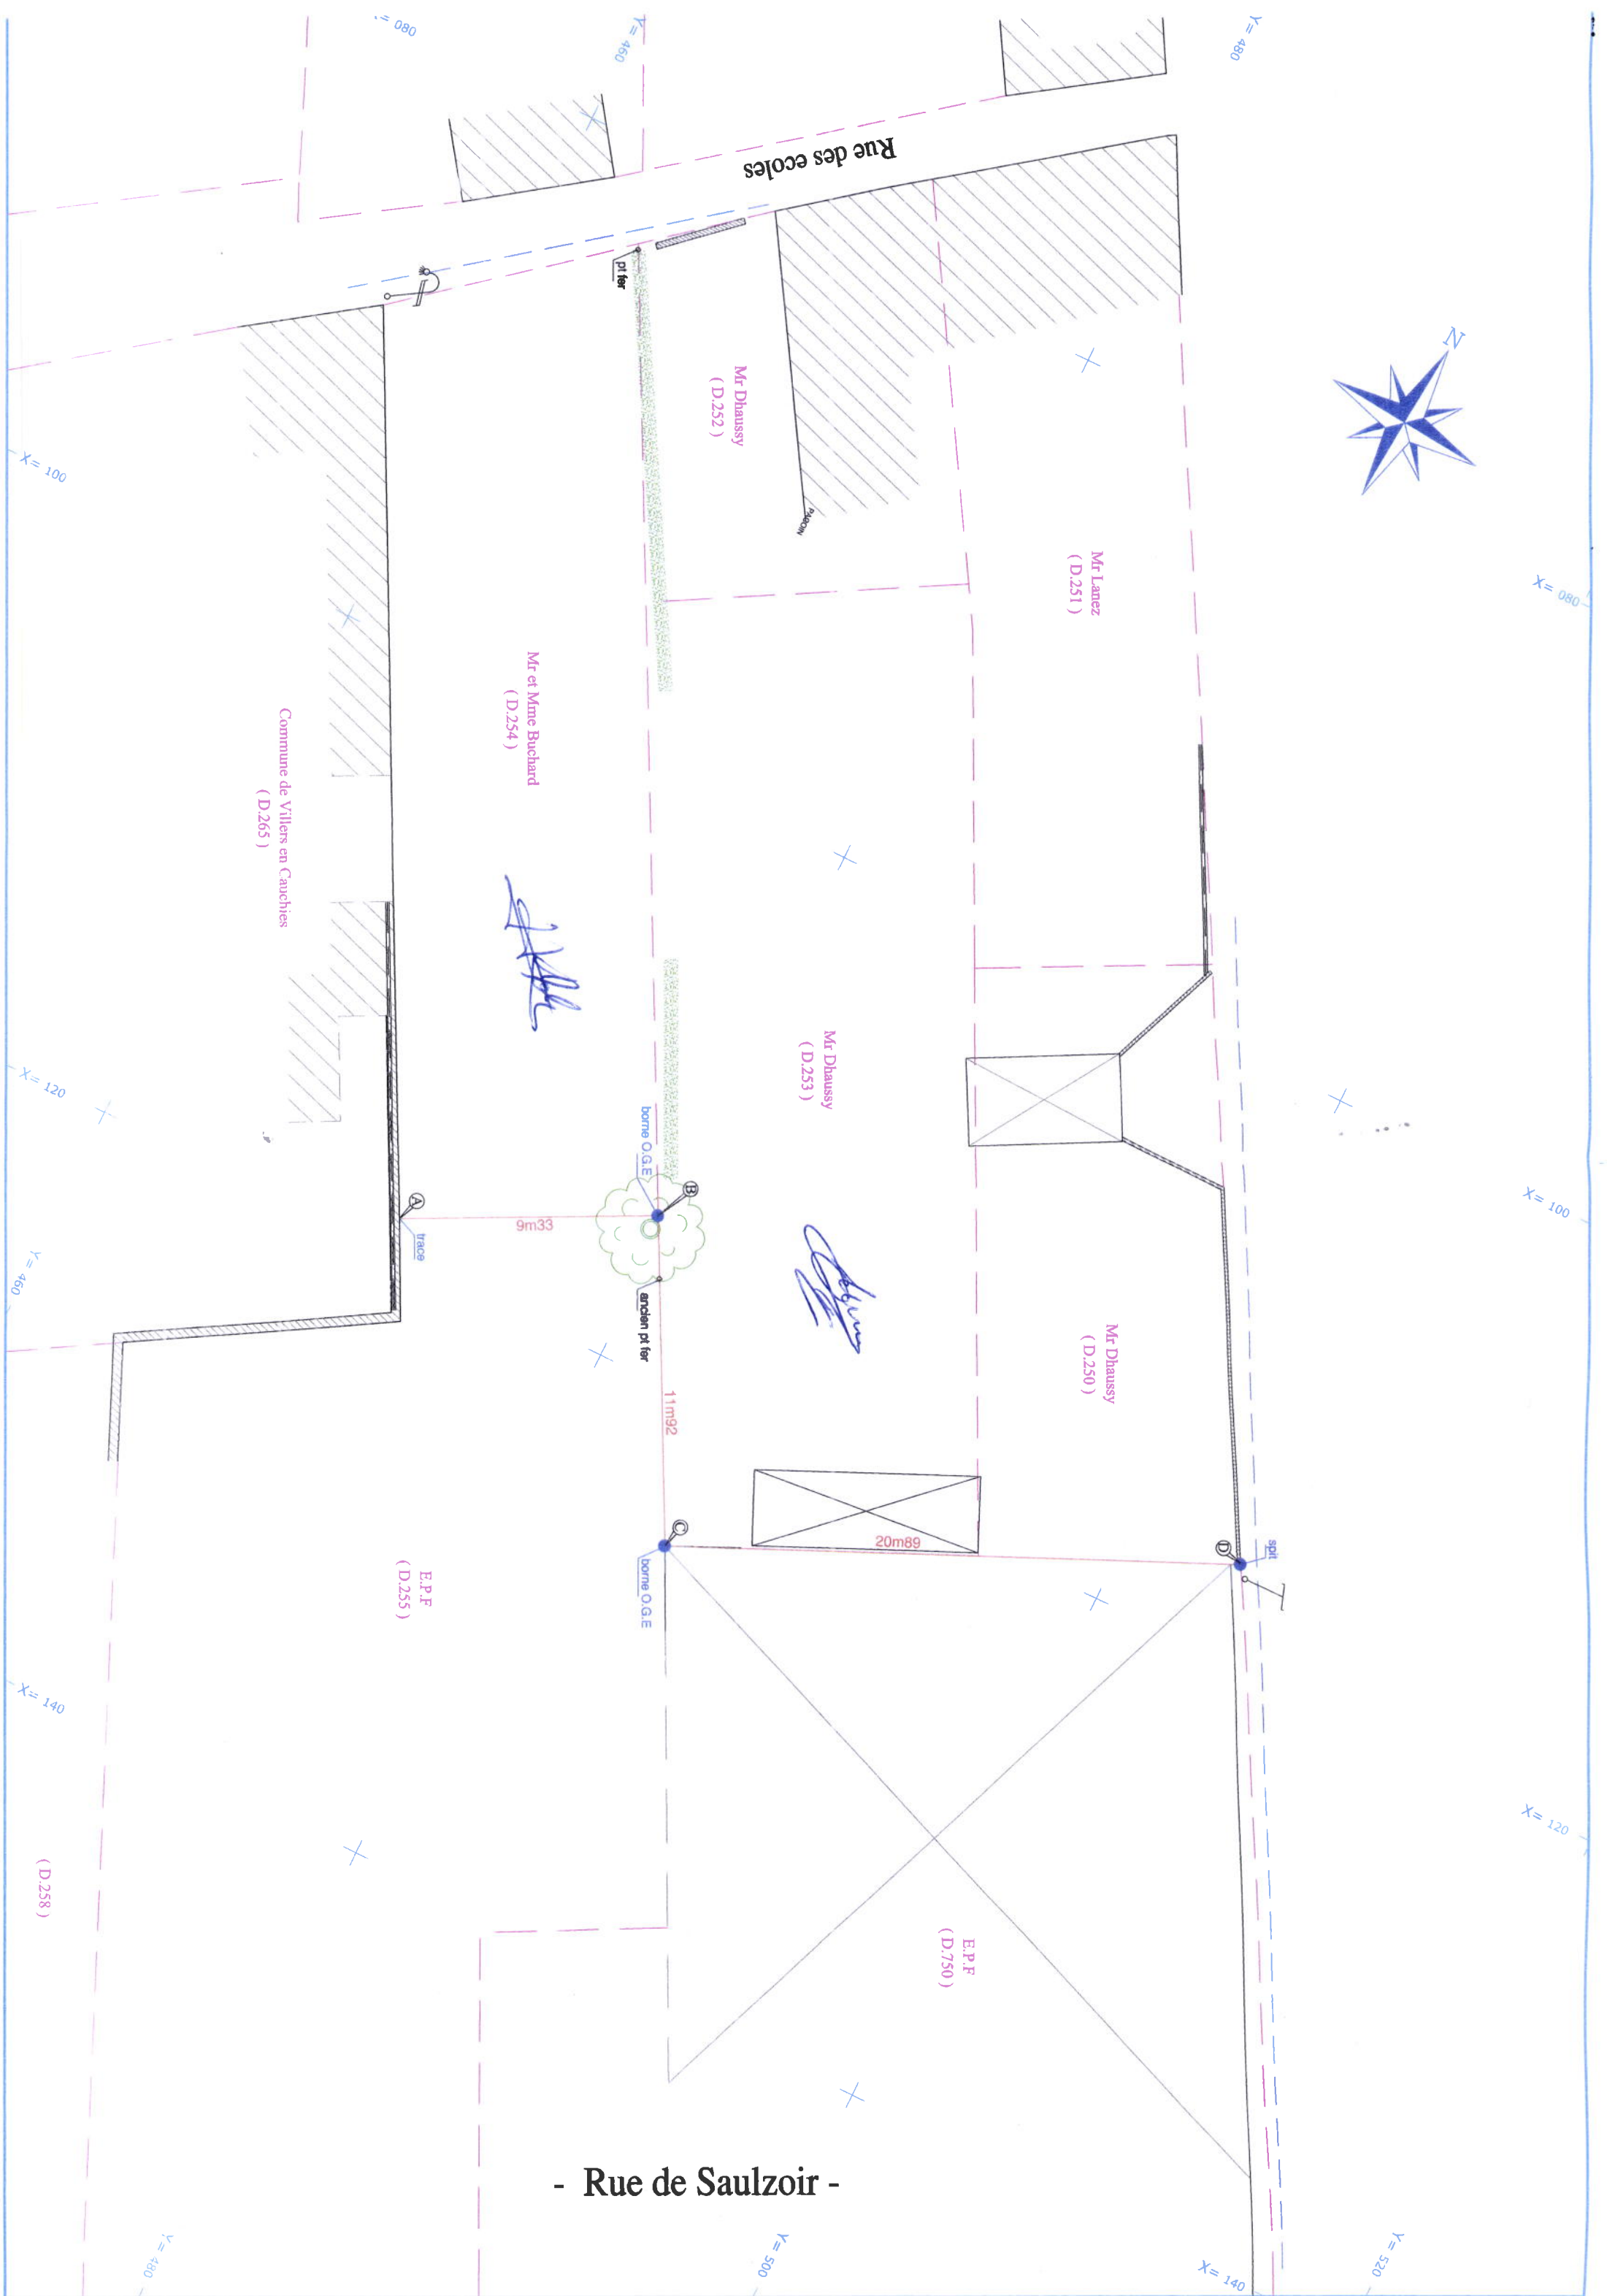 Y= 080
Y= 460
Y= 480
Rue des ecoles
N
pt fer
Mr Dhaussy
( D.252 )
X= 100
PABCIN
Mr Lanez
( D.251 )
X= 080
Mr et Mme Buchard
( D.254 )
Commune de Villers en Cauchies
( D.265 )
Mr Dhaussy
( D.253 )
X= 120
borne O.G.E
B
A
9m33
trace
X= 100
Y= 460
ancien pt fer
Mr Dhaussy
( D.250 )
11m92
C
20m89
D
spit
borne O.G.E
E.P.F
( D.255 )
X= 140
X= 120
( D.258 )
E.P.F
( D.750 )
- Rue de Saulzoir -
Y= 480
Y= 500
X= 140
Y= 520